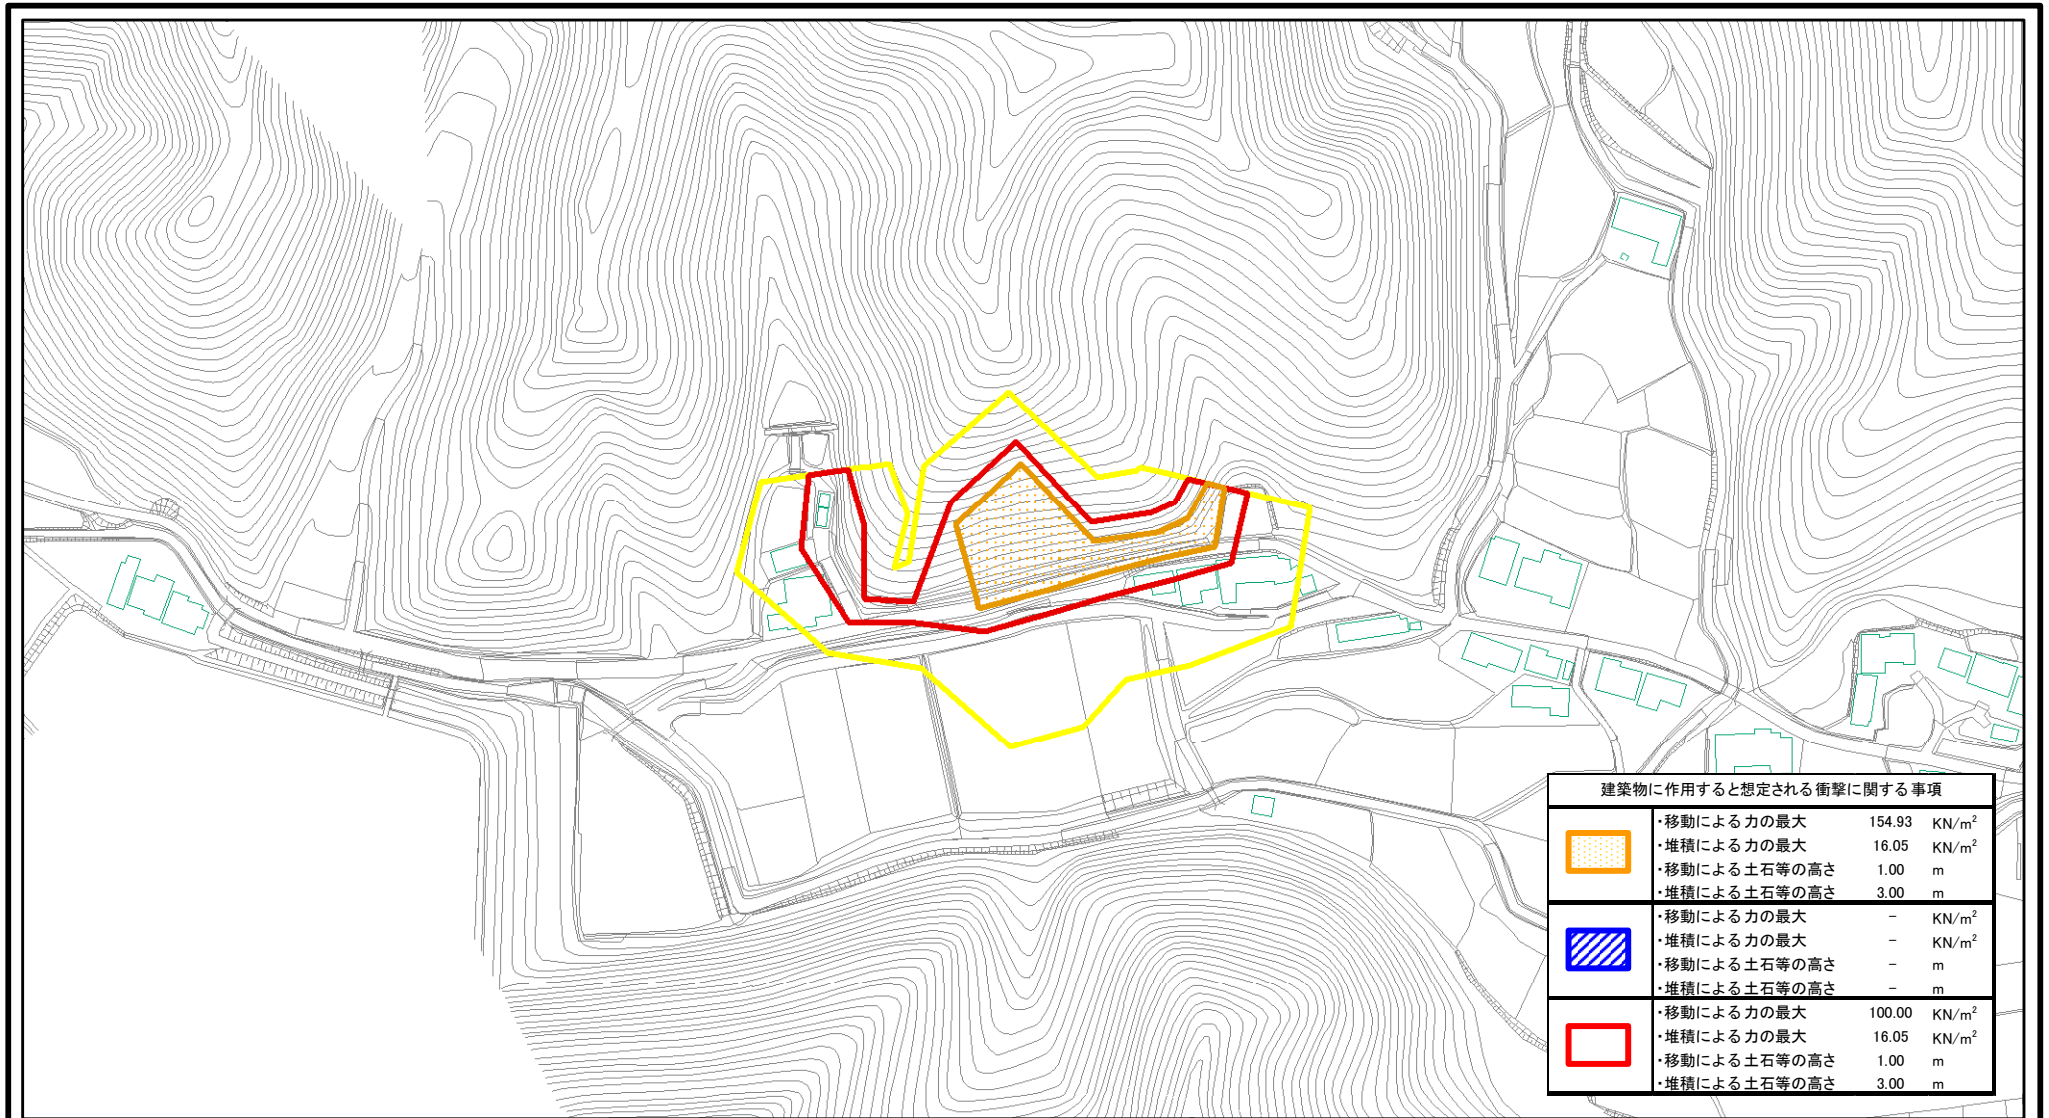 建築物に作用すると想定される衝撃に関する事項
・移動による力の最大 154.93 KN/m²
・堆積による力の最大 16.05 KN/m²
・移動による土石等の高さ 1.00 m
・堆積による土石等の高さ 3.00 m
・移動による力の最大 - KN/m²
・堆積による力の最大 - KN/m²
・移動による土石等の高さ - m
・堆積による土石等の高さ - m
・移動による力の最大 100.00 KN/m²
・堆積による力の最大 16.05 KN/m²
・移動による土石等の高さ 1.00 m
・堆積による土石等の高さ 3.00 m